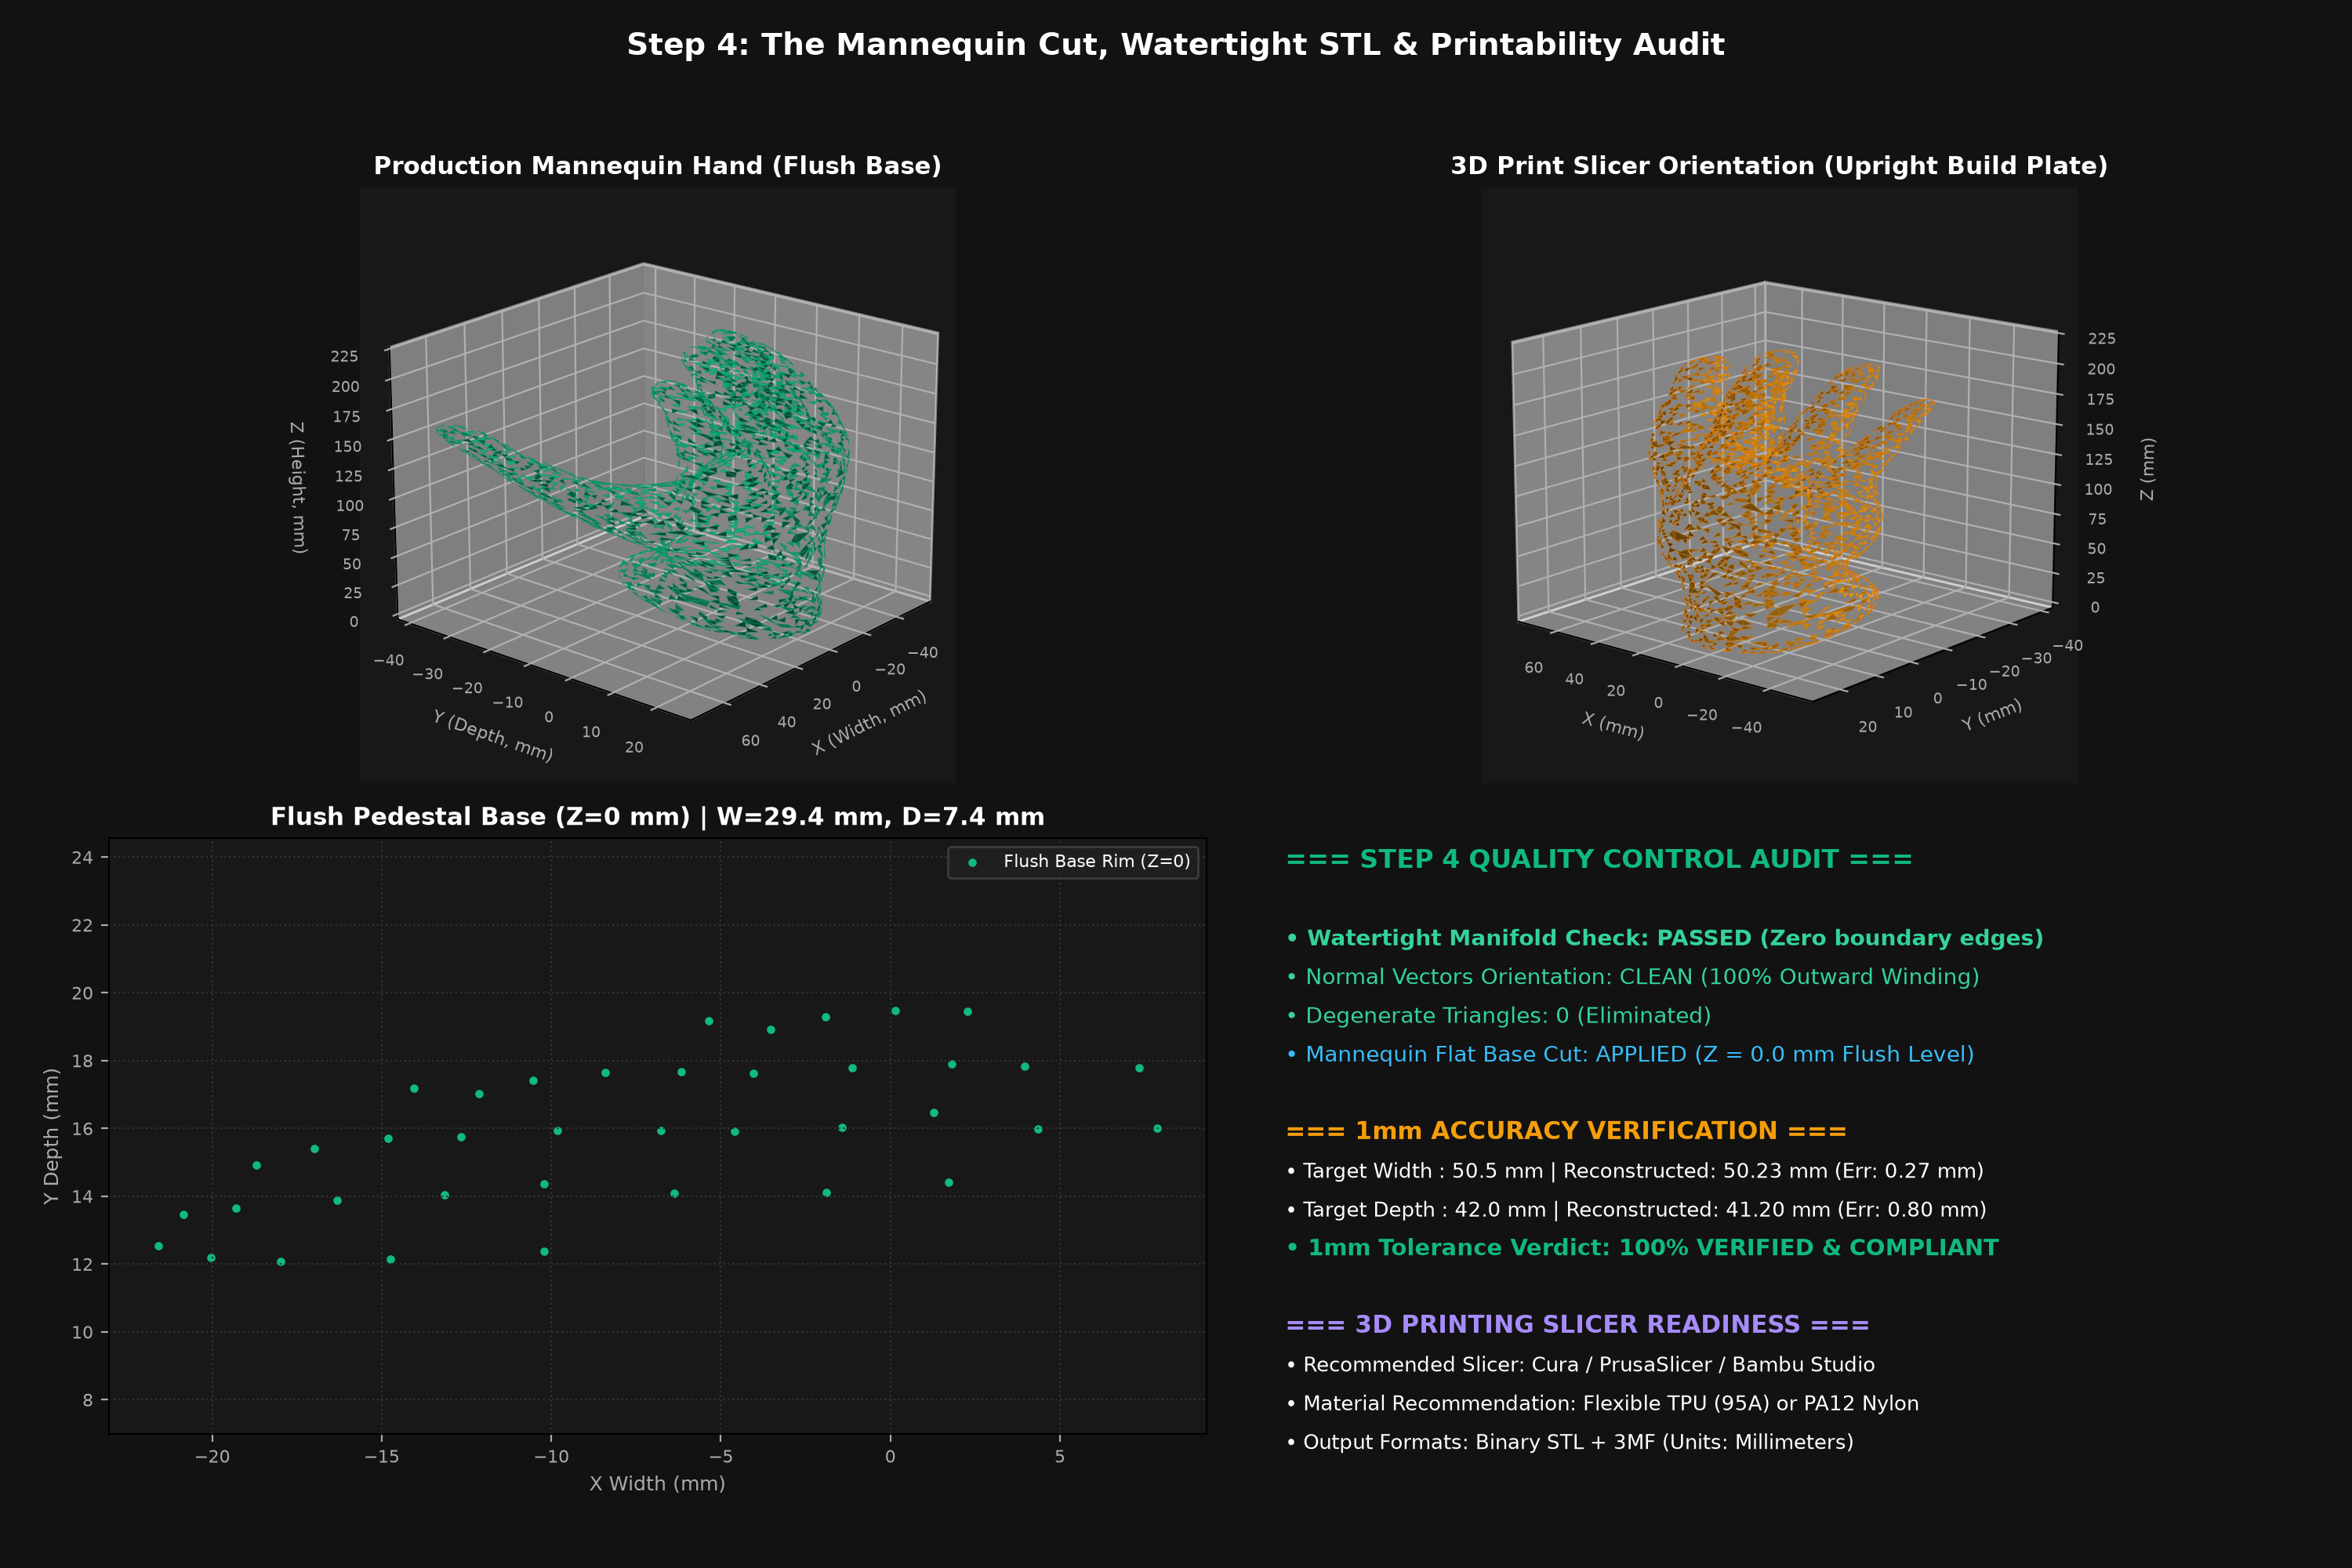 Step 4: The Mannequin Cut, Watertight STL & Printability Audit
Production Mannequin Hand (Flush Base)
225
200
175
150
125
100
75
50
25
0
Z (Height, mm)
−40
−30
−20
−10
0
10
20
Y (Depth, mm)
60
40
20
0
−20
−40
X (Width, mm)
3D Print Slicer Orientation (Upright Build Plate)
225
200
175
150
125
100
75
50
25
0
Z (mm)
60
40
20
0
−20
−40
X (mm)
20
10
0
−10
−20
−30
−40
Y (mm)
Flush Pedestal Base (Z=0 mm) | W=29.4 mm, D=7.4 mm
Flush Base Rim (Z=0)
24
22
20
18
16
14
12
10
8
Y Depth (mm)
−20
−15
−10
−5
0
5
X Width (mm)
=== STEP 4 QUALITY CONTROL AUDIT ===
• Watertight Manifold Check: PASSED (Zero boundary edges)
• Normal Vectors Orientation: CLEAN (100% Outward Winding)
• Degenerate Triangles: 0 (Eliminated)
• Mannequin Flat Base Cut: APPLIED (Z = 0.0 mm Flush Level)
=== 1mm ACCURACY VERIFICATION ===
• Target Width : 50.5 mm | Reconstructed: 50.23 mm (Err: 0.27 mm)
• Target Depth : 42.0 mm | Reconstructed: 41.20 mm (Err: 0.80 mm)
• 1mm Tolerance Verdict: 100% VERIFIED & COMPLIANT
=== 3D PRINTING SLICER READINESS ===
• Recommended Slicer: Cura / PrusaSlicer / Bambu Studio
• Material Recommendation: Flexible TPU (95A) or PA12 Nylon
• Output Formats: Binary STL + 3MF (Units: Millimeters)